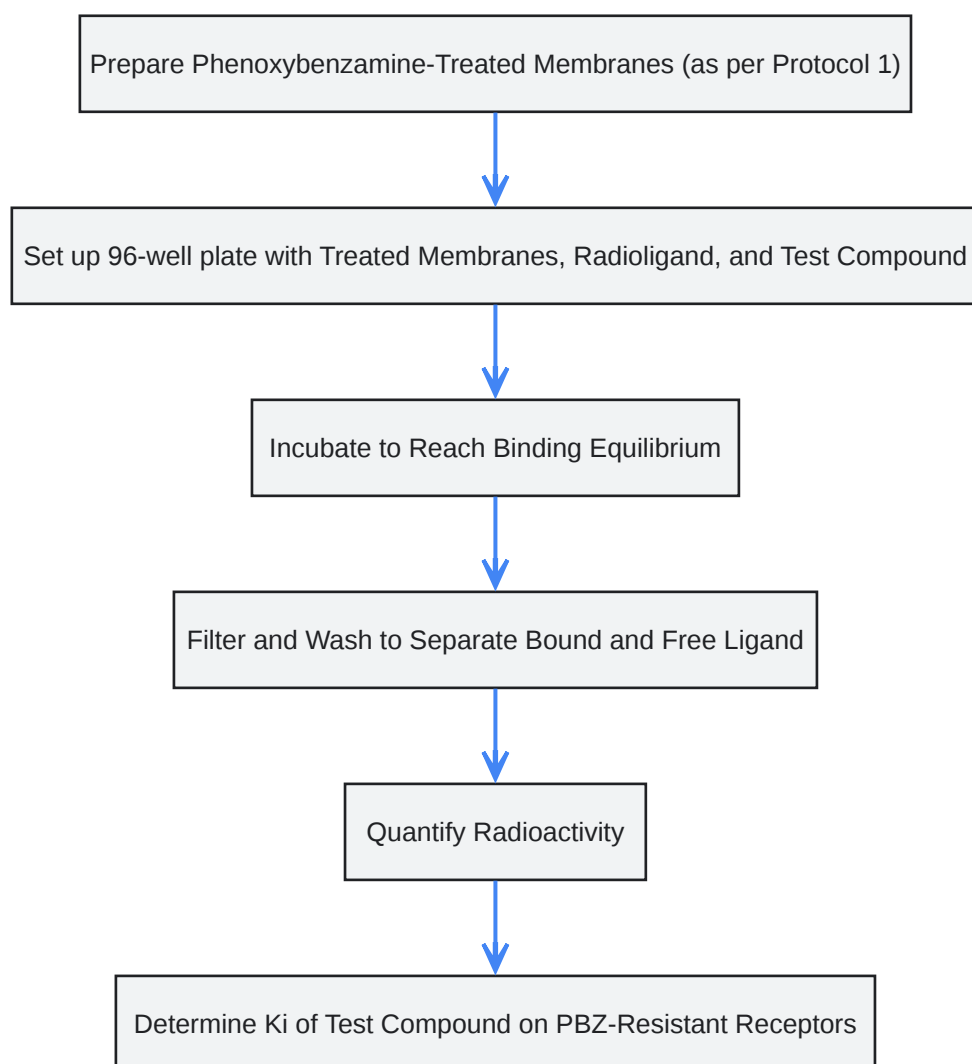 Prepare Phenoxybenzamine-Treated Membranes (as per Protocol 1)
Set up 96-well plate with Treated Membranes, Radioligand, and Test Compound
Incubate to Reach Binding Equilibrium
Filter and Wash to Separate Bound and Free Ligand
Quantify Radioactivity
Determine Ki of Test Compound on PBZ-Resistant Receptors